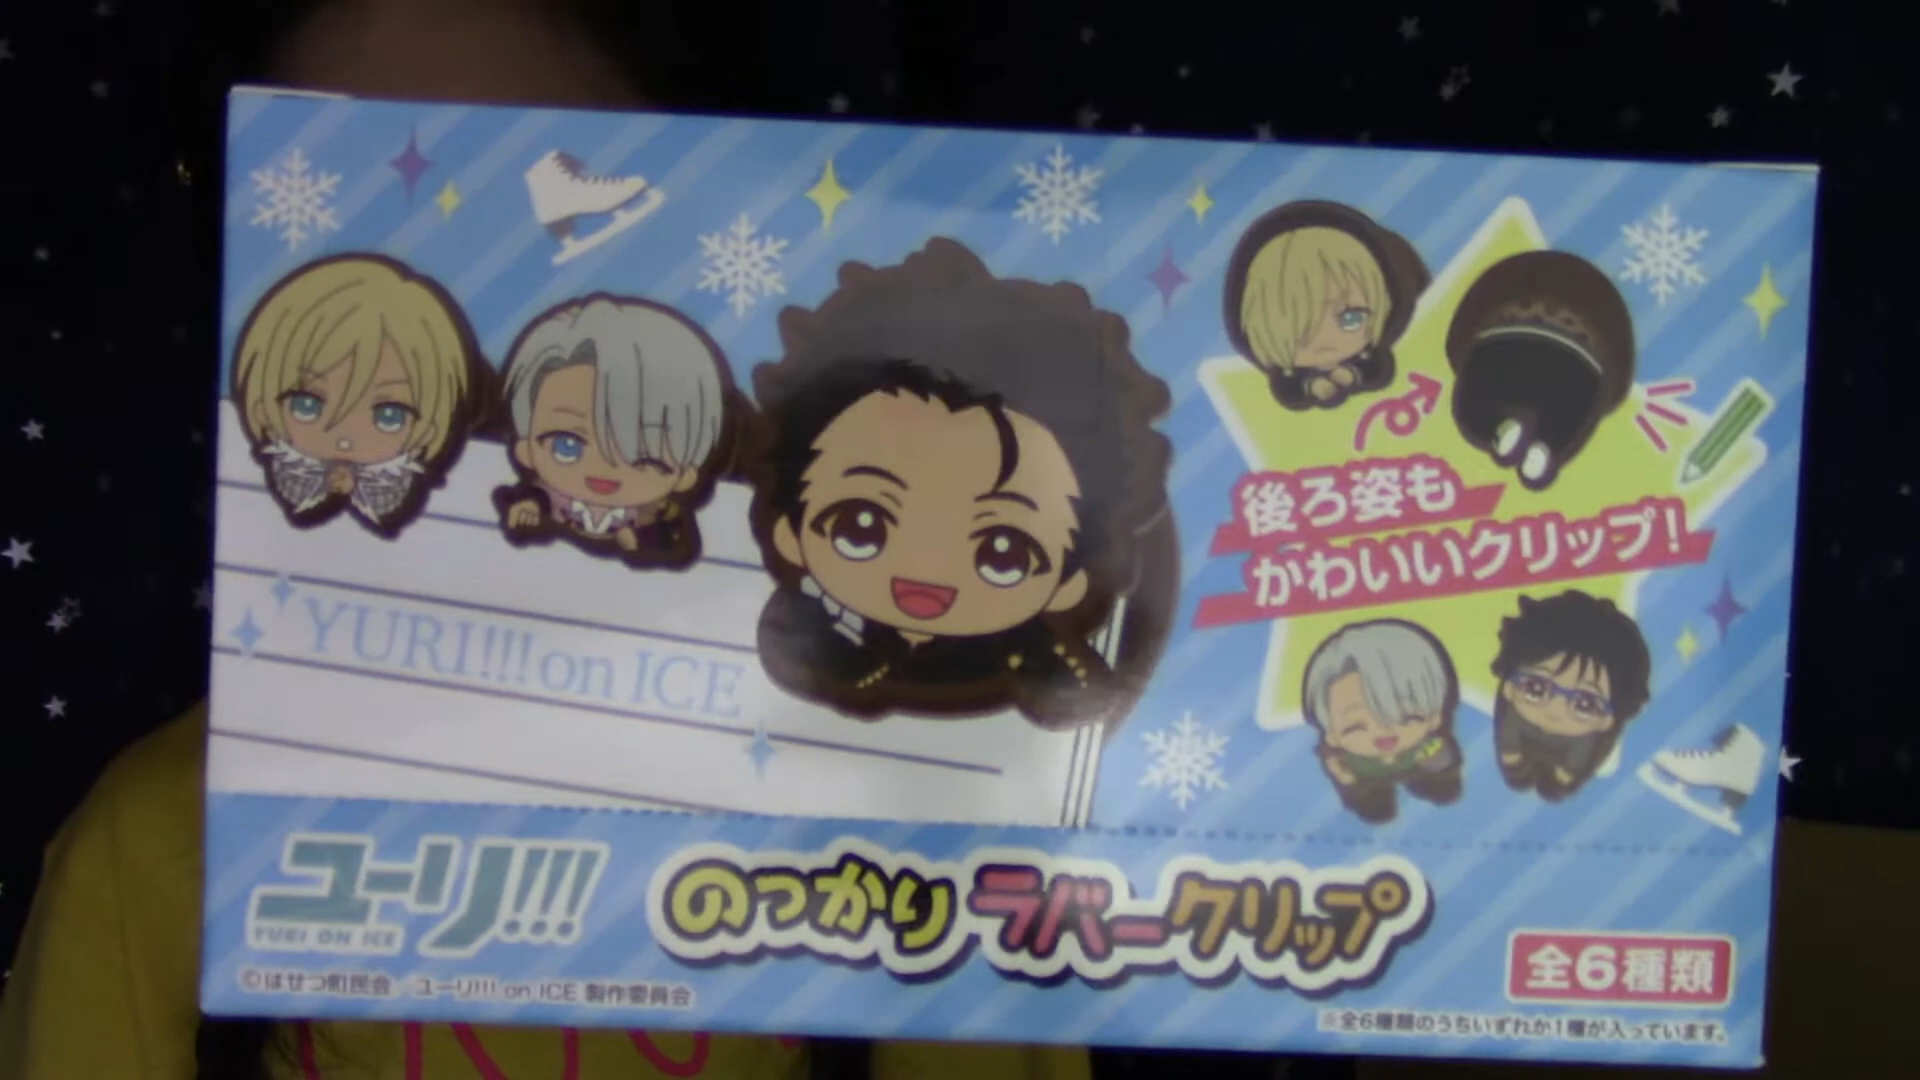 後ろ姿も
かわいいクリップ!
YURI!!! on ICE
ユーリ!!!
YURI ON ICE
のっかりラバークリップ
全6種類
©はせつ町民会/ユーリ!!! on ICE 製作委員会
※全6種類のうちいずれか1種が入っています。